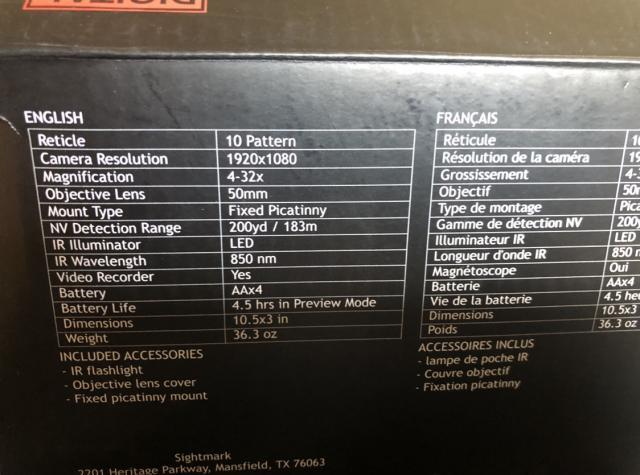 DIGITAL
ENGLISH
Reticle 10 Pattern
Camera Resolution 1920x1080
Magnification 4-32x
Objective Lens 50mm
Mount Type Fixed Picatinny
NV Detection Range 200yd / 183m
IR Illuminator LED
IR Wavelength 850 nm
Video Recorder Yes
Battery AAx4
Battery Life 4.5 hrs in Preview Mode
Dimensions 10.5x3 in
Weight 36.3 oz
INCLUDED ACCESSORIES
- IR flashlight
- Objective lens cover
- Fixed picatinny mount
FRANÇAIS
Réticule
Résolution de la caméra
Grossissement
Objectif
Type de montage
Gamme de détection NV
Illuminateur IR LED
Longueur d'onde IR 850
Magnétoscope Oui
Batterie AAx4
Vie de la batterie 4.5
Dimensions 10.5x3
Poids 36.3 oz
ACCESSOIRES INCLUS
- lampe de poche IR
- Couvre objectif
- Fixation picatinny
Sightmark
2201 Heritage Parkway, Mansfield, TX 76063